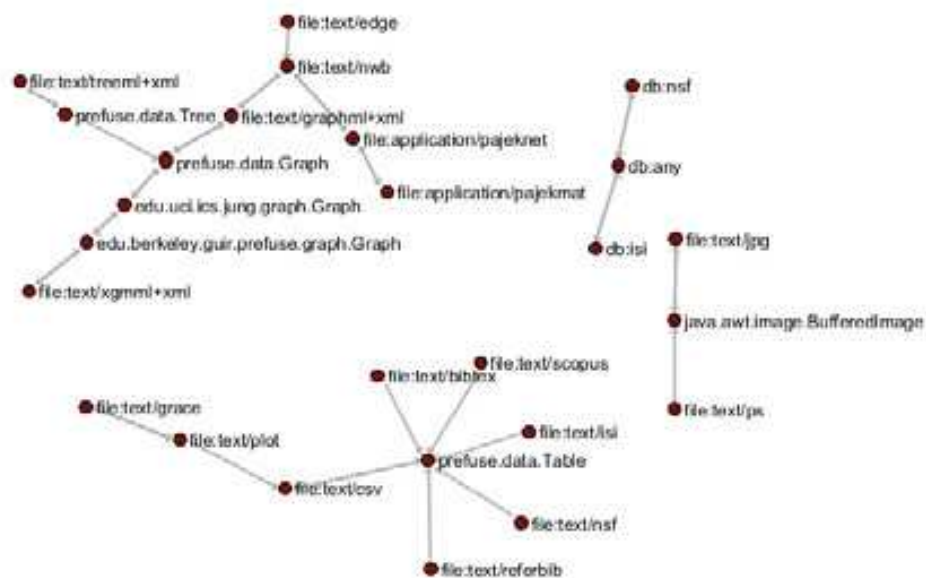 file:text/edge
file:text/nwb
file:text/treeml+xml
db:nsf
prefuse.data.Tree
file:text/graphml+xml
file:application/pajeknet
prefuse.data.Graph
db:any
file:application/pajekmat
edu.uci.ics.jung.graph.Graph
edu.berkeley.guir.prefuse.graph.Graph
file:text/jpg
db:isi
file:text/xgmml+xml
java.awt.image.BufferedImage
file:text/scopus
file:text/bibtex
file:text/grace
file:text/ps
file:text/plot
file:text/isi
prefuse.data.Table
file:text/csv
file:text/nsf
file:text/referbib